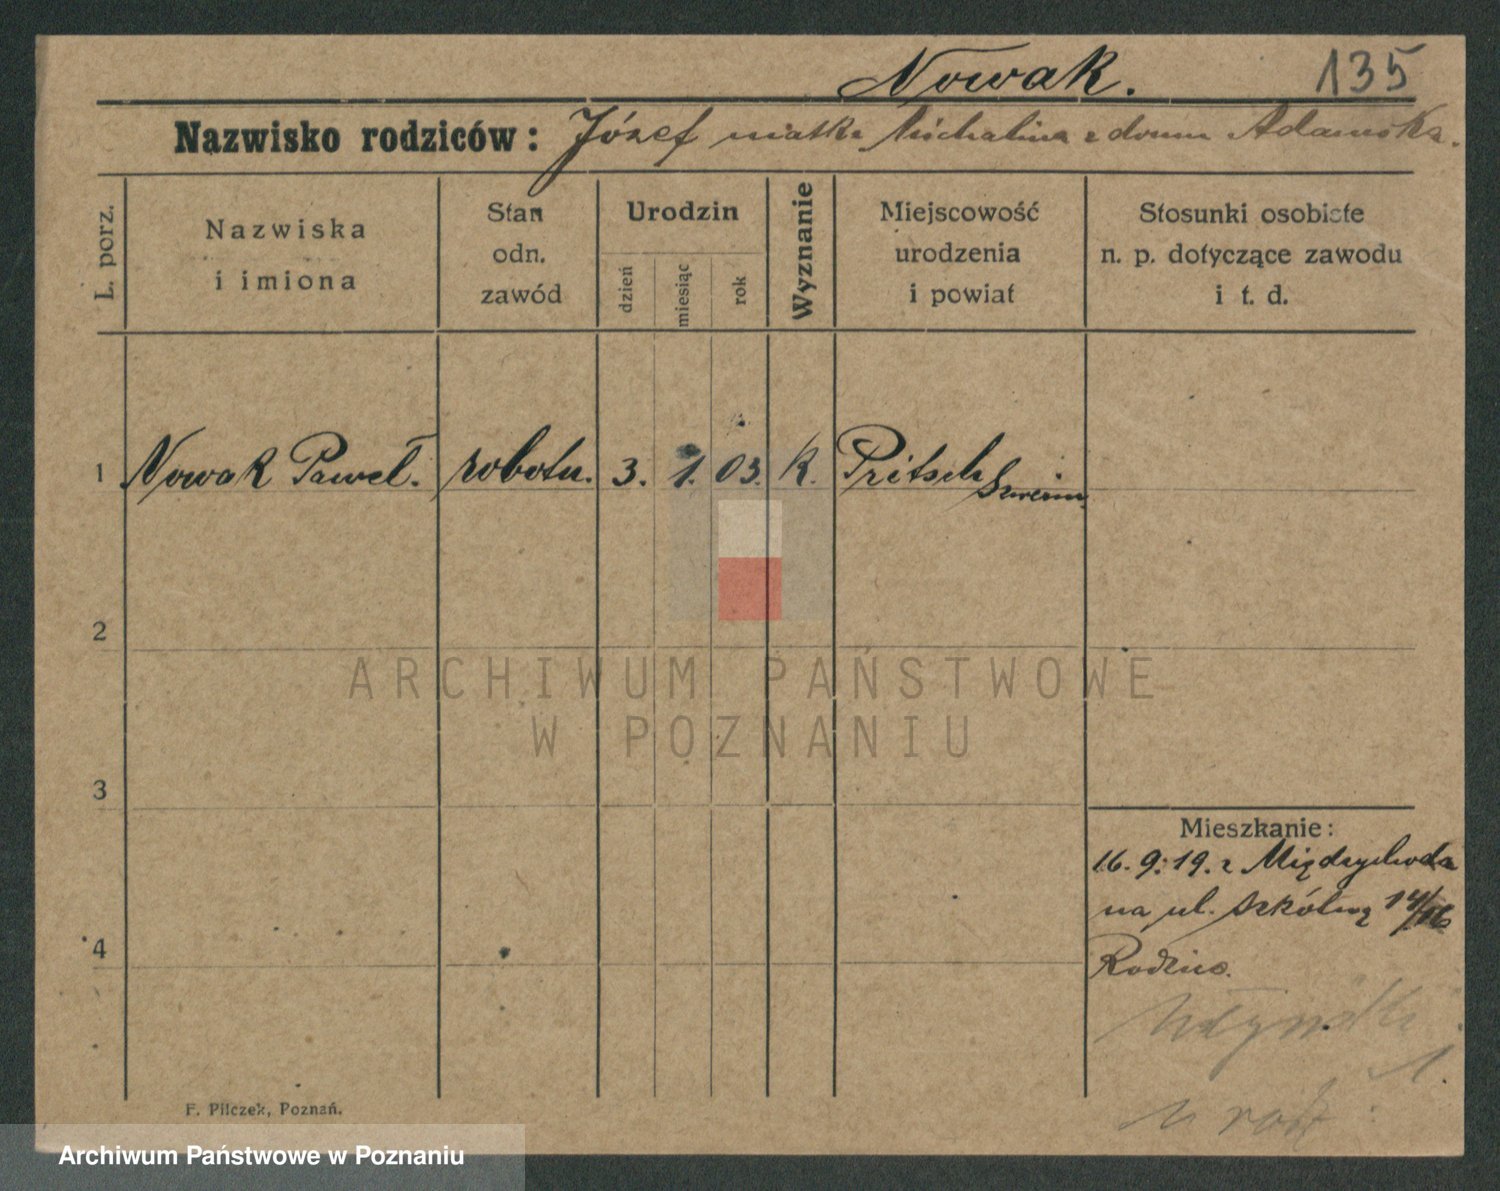 Nowak. 135
Nazwisko rodziców: Józef matka Michalina z domu Adamska.
L. porz.
Nazwiska
i imiona
Stan
odn.
zawód
Urodzin
dzień
miesiąc
rok
Wyznanie
Miejscowość
urodzenia
i powiat
Stosunki osobiste
n. p. dotyczące zawodu
i t. d.
1 Nowak Paweł. robotn. 3. 1. 03. k. Pritsch
2
3
Mieszkanie:
16. 9. 19. z Międzychoda
na ul. Szkólną 14/16
4
Rodzice.
F. Pilczek, Poznań.
ARCHIWUM PAŃSTWOWE
W POZNANIU
Archiwum Państwowe w Poznaniu